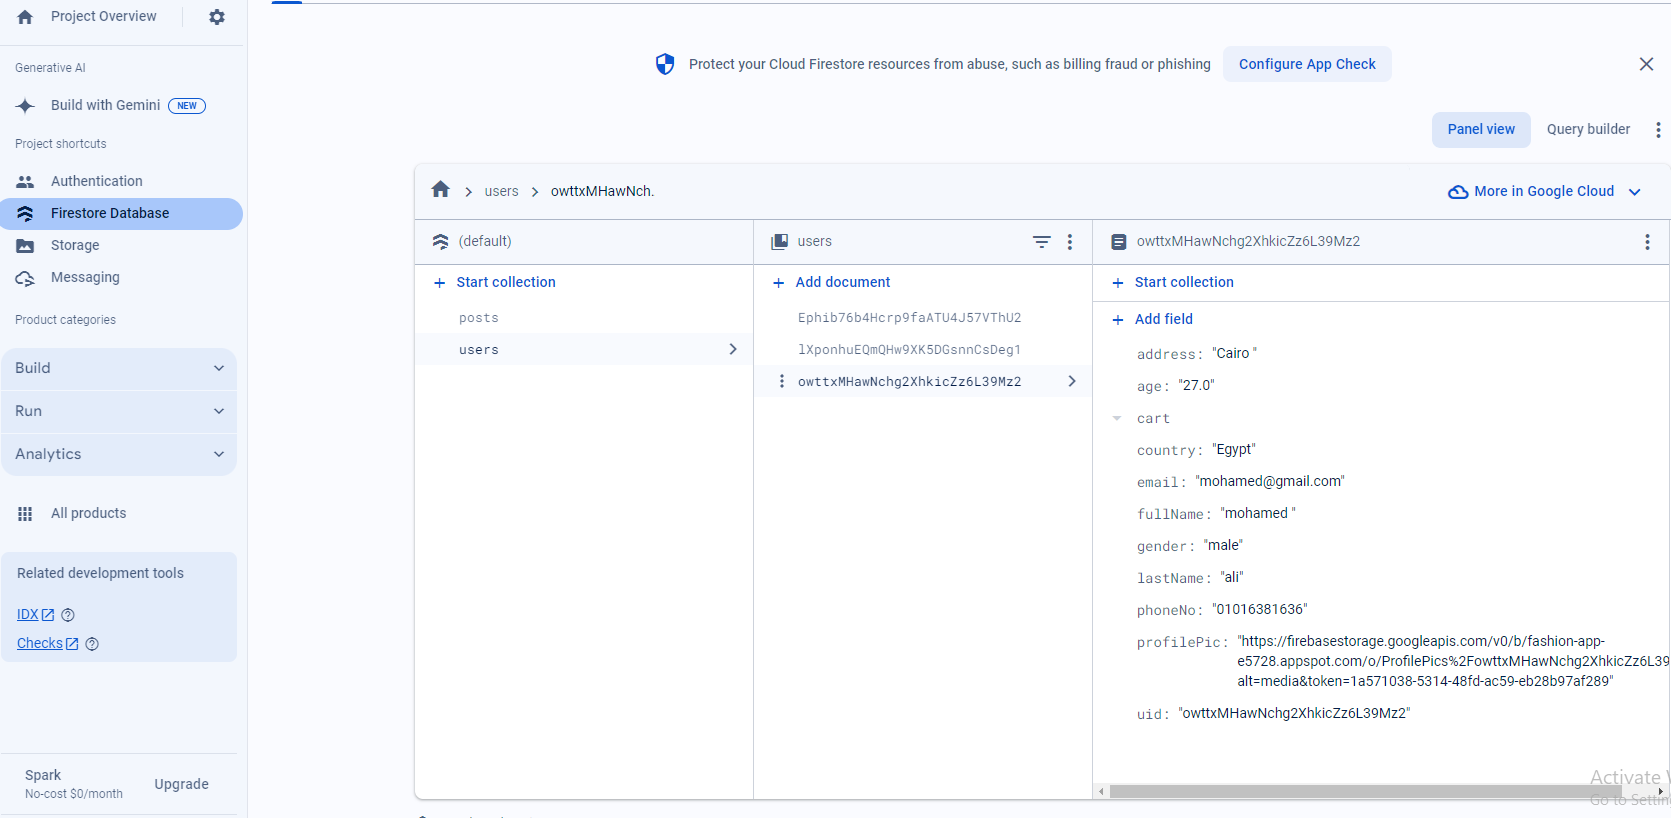 Project Overview
Generative AI
Build with Gemini NEW
Project shortcuts
Authentication
Firestore Database
Storage
Messaging
Product categories
Build
Run
Analytics
All products
Related development tools
IDX
Checks
Spark
No-cost $0/month
Upgrade
Protect your Cloud Firestore resources from abuse, such as billing fraud or phishing
Configure App Check
Panel view
Query builder
users
owttxMHawNch.
More in Google Cloud
(default)
Start collection
posts
users
users
Add document
Ephib76b4Hcrp9faATU4J57VThU2
lXponhuEQmQHw9XK5DGsnnCsDeg1
owttxMHawNchg2XhkicZz6L39Mz2
owttxMHawNchg2XhkicZz6L39Mz2
Start collection
Add field
address: "Cairo "
age: "27.0"
cart
country: "Egypt"
email: "mohamed@gmail.com"
fullName: "mohamed "
gender: "male"
lastName: "ali"
phoneNo: "01016381636"
profilePic: "https://firebasestorage.googleapis.com/v0/b/fashion-app-
e5728.appspot.com/o/ProfilePics%2FowttxMHawNchg2XhkicZz6L39
alt=media&token=1a571038-5314-48fd-ac59-eb28b97af289"
uid: "owttxMHawNchg2XhkicZz6L39Mz2"
Activate
Go to Settin